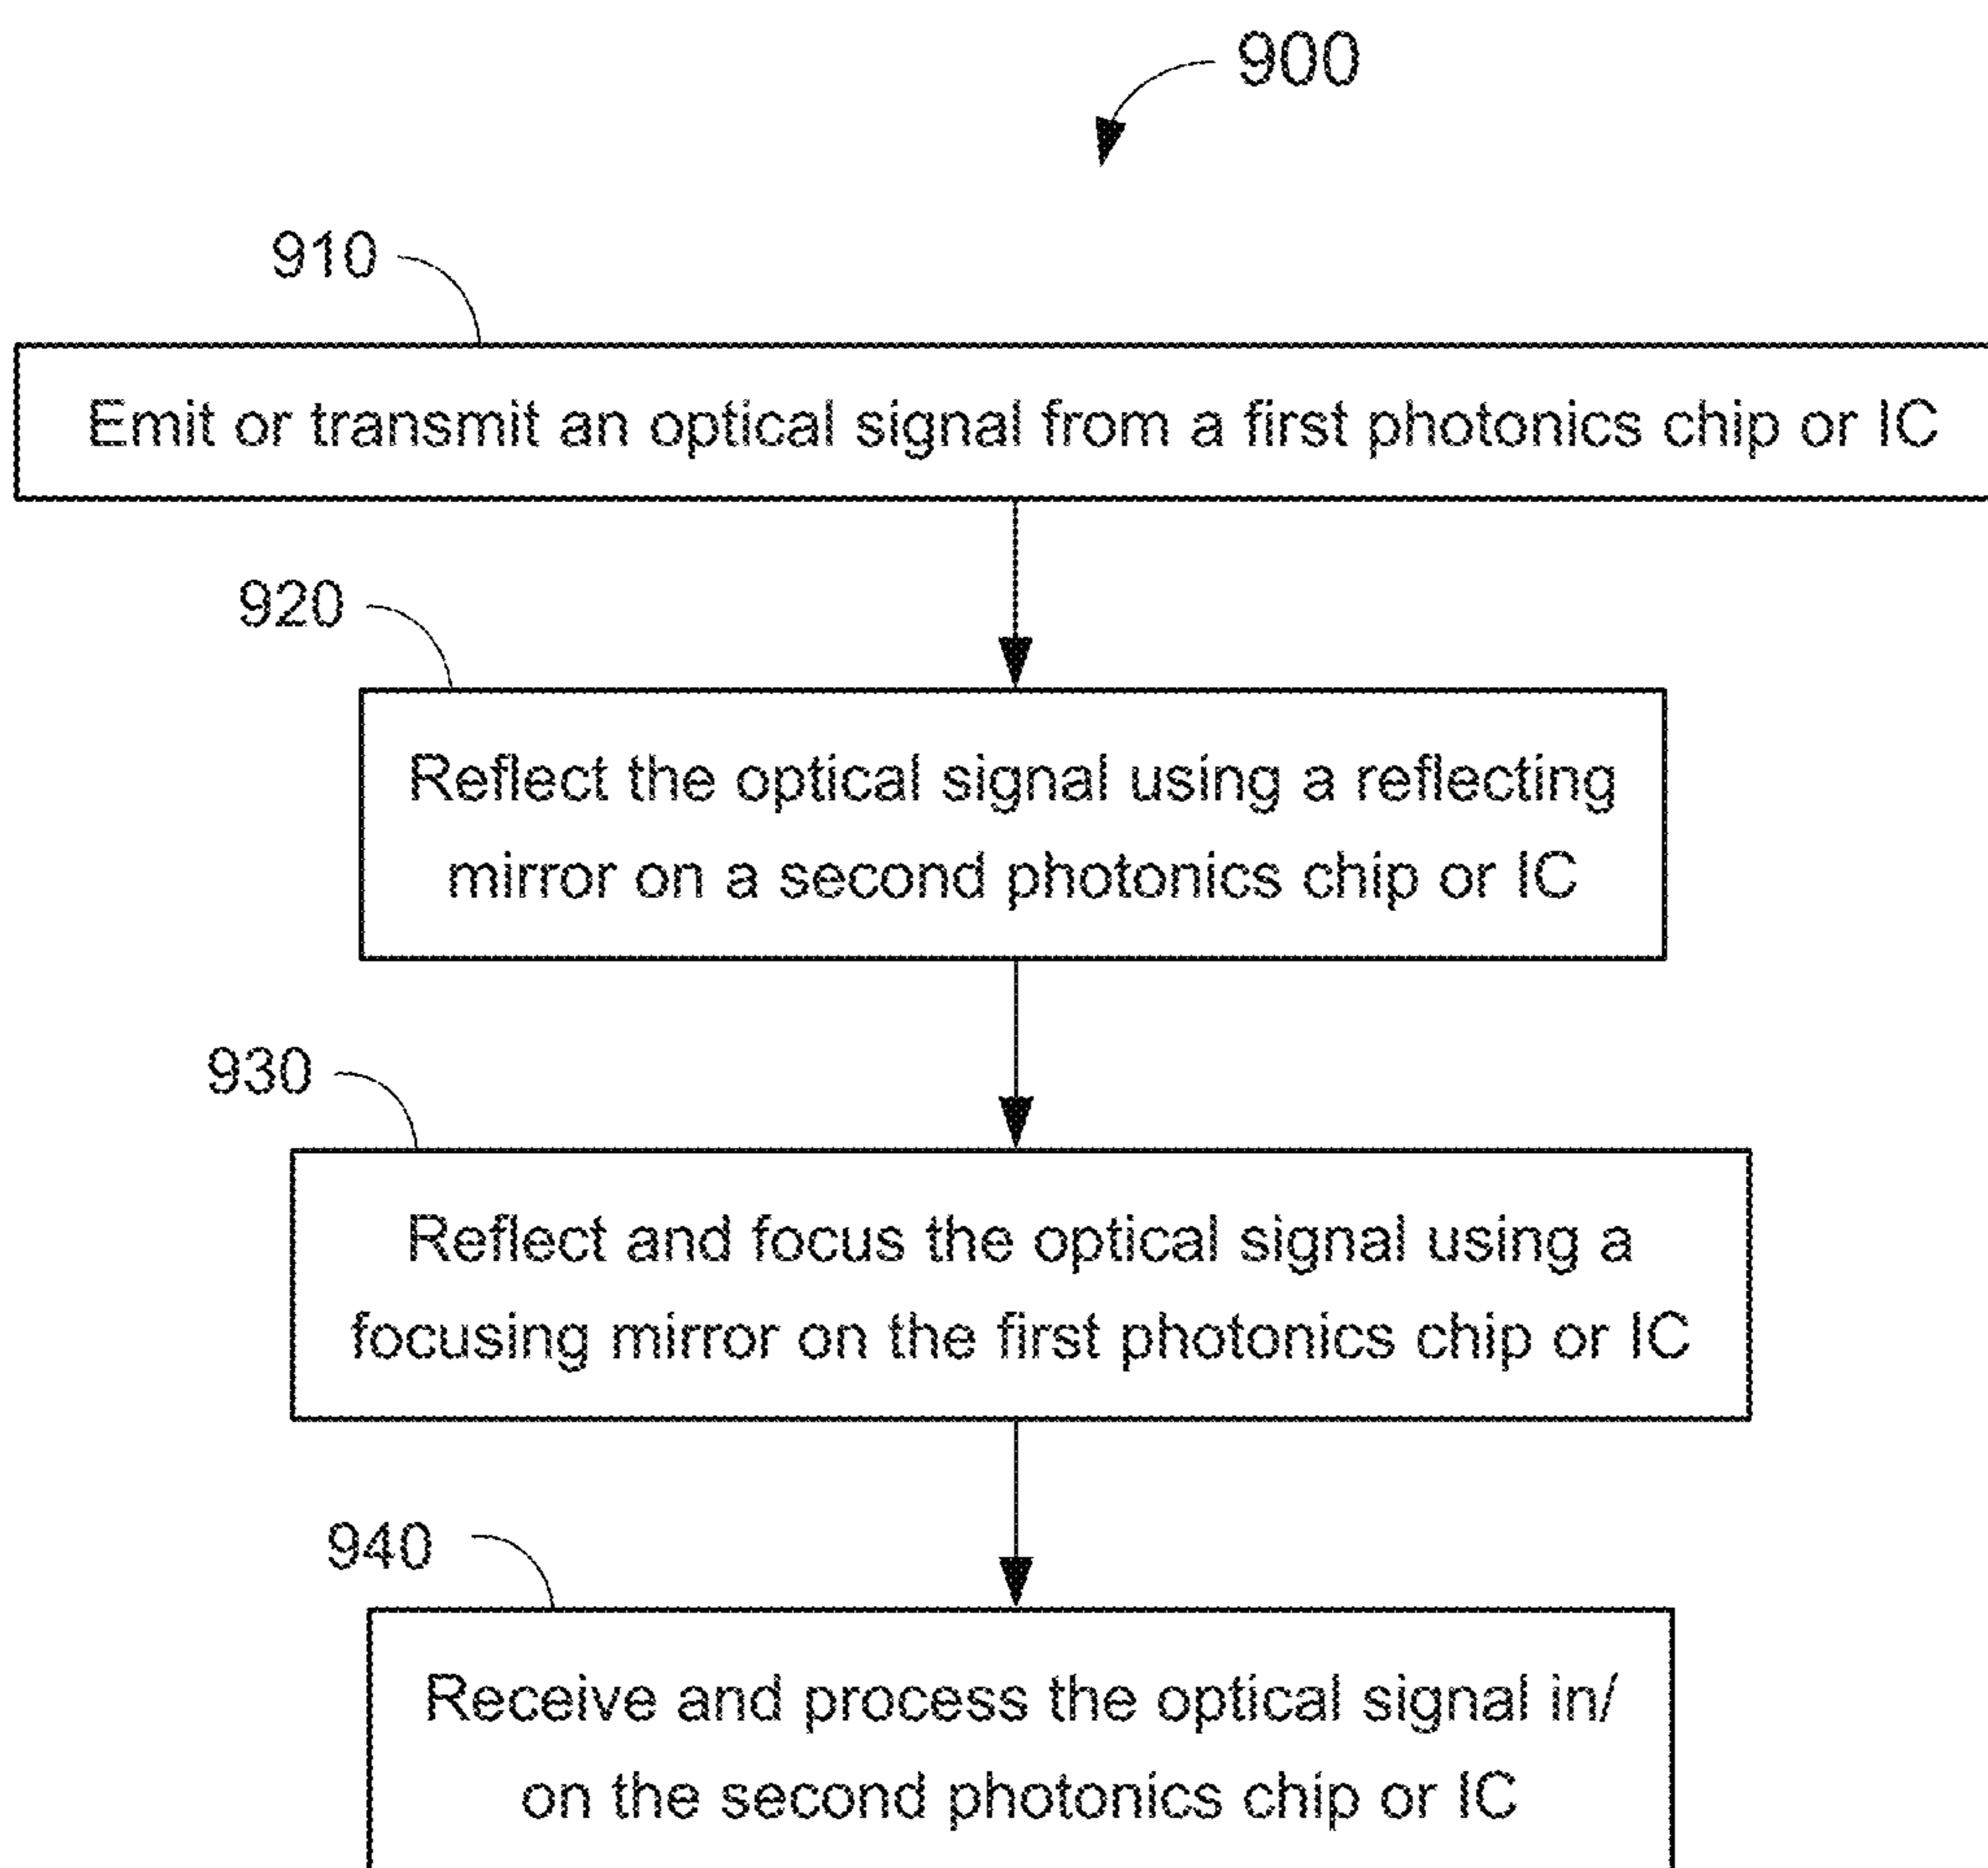 900
910
Emit or transmit an optical signal from a first photonics chip or IC
920
Reflect the optical signal using a reflecting
mirror on a second photonics chip or IC
930
Reflect and focus the optical signal using a
focusing mirror on the first photonics chip or IC
940
Receive and process the optical signal in/
on the second photonics chip or IC